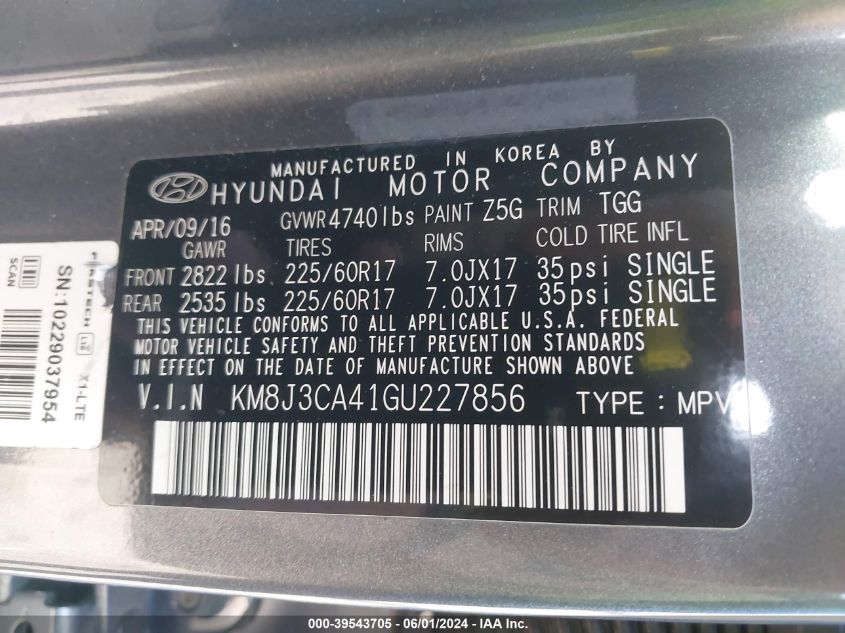 MANUFACTURED IN KOREA BY
HYUNDAI MOTOR COMPANY
APR/09/16 GVWR 4740lbs PAINT Z5G TRIM TGG
GAWR TIRES RIMS COLD TIRE INFL
FRONT 2822 lbs 225/60R17 7.0JX17 35psi SINGLE
REAR 2535 lbs 225/60R17 7.0JX17 35psi SINGLE
THIS VEHICLE CONFORMS TO ALL APPLICABLE U.S.A. FEDERAL
MOTOR VEHICLE SAFETY AND THEFT PREVENTION STANDARDS
IN EFFECT ON THE DATE OF MANUFACTURE SHOWN ABOVE
V.I.N KM8J3CA41GU227856 TYPE : MPV
SCAN
SN:10229037954
FIRSTECH
X1-LTE
000-39543705 - 06/01/2024 - IAA Inc.